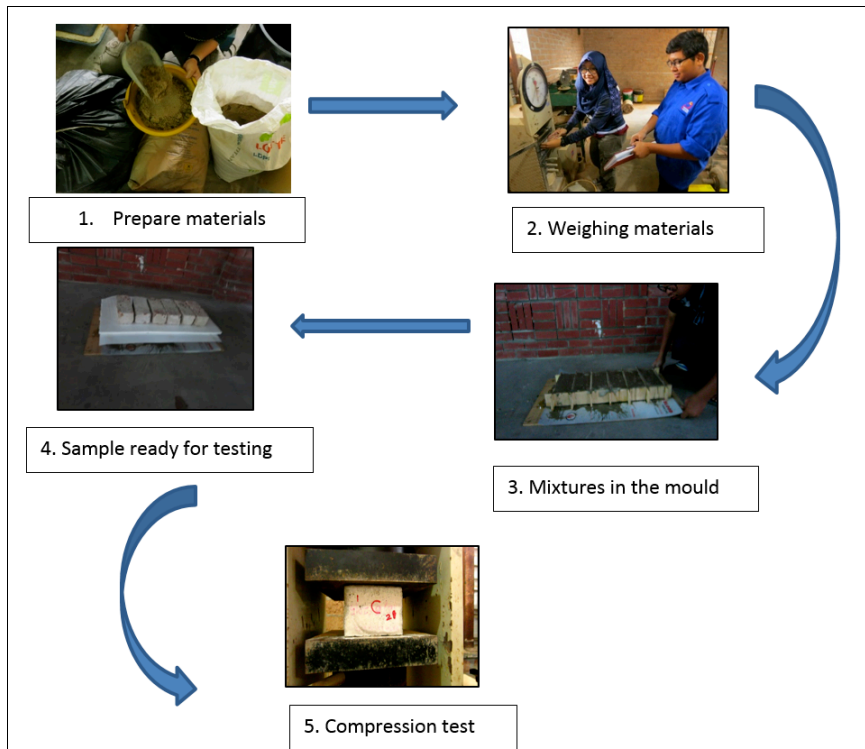 1. Prepare materials
2. Weighing materials
3. Mixtures in the mould
4. Sample ready for testing
5. Compression test
C
28